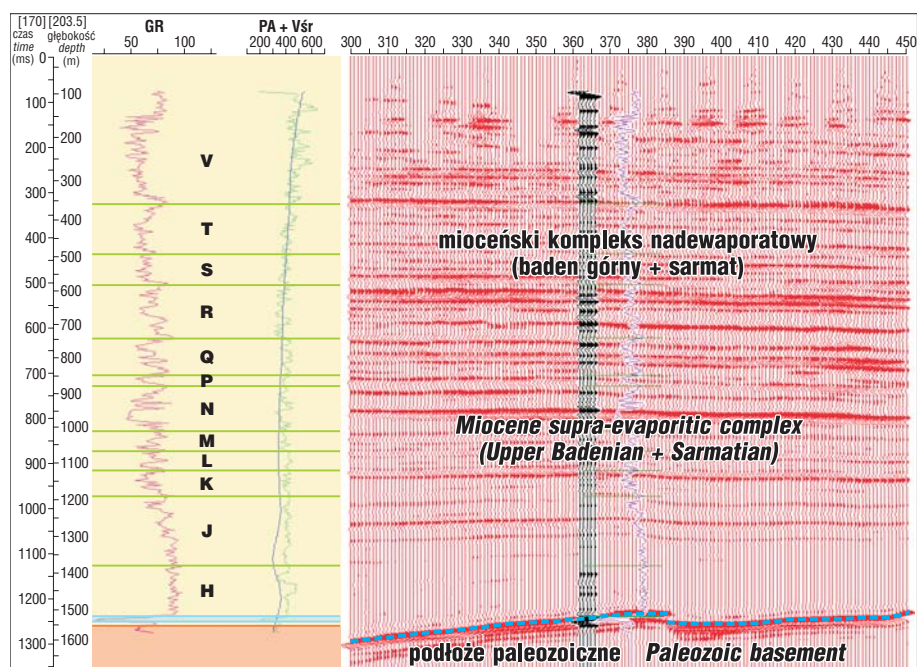 [170] [203.5]
czas głębokość
time depth
(ms) (m)
GR
50 100
PA + Vśr
200 400 600
300 310 320 330 340 350 360 370 380 390 400 410 420 430 440 450
0
100
200
300
400
500
600
700
800
900
1000
1100
1200
1300
100
200
300
400
500
600
700
800
900
1000
1100
1200
1300
1400
1500
1600
V
T
S
R
Q
P
N
M
L
K
J
H
mioceński kompleks nadewaporatowy
(baden górny + sarmat)
Miocene supra-evaporitic complex
(Upper Badenian + Sarmatian)
podłoże paleozoiczne Paleozoic basement